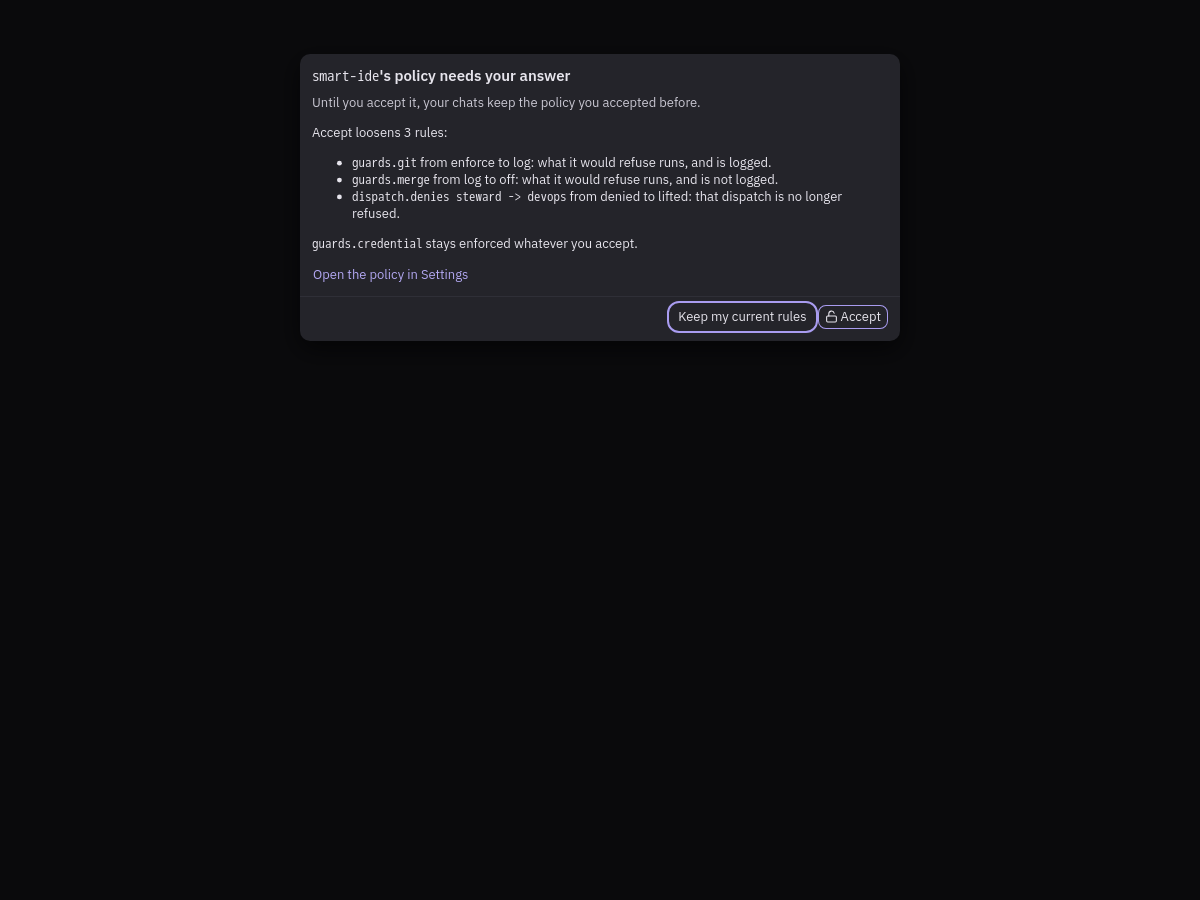 smart-ide's policy needs your answer
Until you accept it, your chats keep the policy you accepted before.
Accept loosens 3 rules:
• guards.git from enforce to log: what it would refuse runs, and is logged.
• guards.merge from log to off: what it would refuse runs, and is not logged.
• dispatch.denies steward -> devops from denied to lifted: that dispatch is no longer
refused.
guards.credential stays enforced whatever you accept.
Open the policy in Settings
Keep my current rules Accept